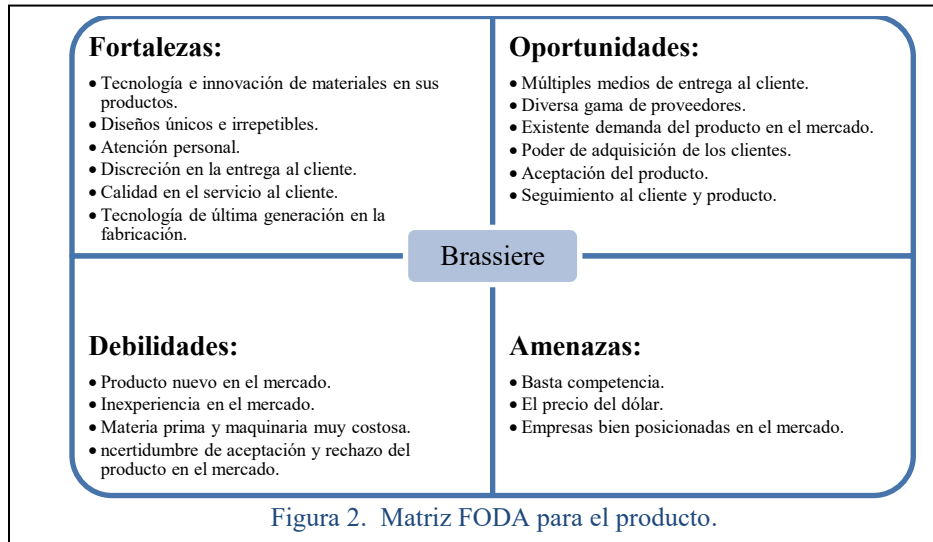 Fortalezas:
• Tecnología e innovación de materiales en sus
productos.
• Diseños únicos e irrepetibles.
• Atención personal.
• Discreción en la entrega al cliente.
• Calidad en el servicio al cliente.
• Tecnología de última generación en la
fabricación.
Oportunidades:
• Múltiples medios de entrega al cliente.
• Diversa gama de proveedores.
• Existente demanda del producto en el mercado.
• Poder de adquisición de los clientes.
• Aceptación del producto.
• Seguimiento al cliente y producto.
Brassiere
Debilidades:
• Producto nuevo en el mercado.
• Inexperiencia en el mercado.
• Materia prima y maquinaria muy costosa.
• ncertidumbre de aceptación y rechazo del
producto en el mercado.
Amenazas:
• Basta competencia.
• El precio del dólar.
• Empresas bien posicionadas en el mercado.
Figura 2. Matriz FODA para el producto.